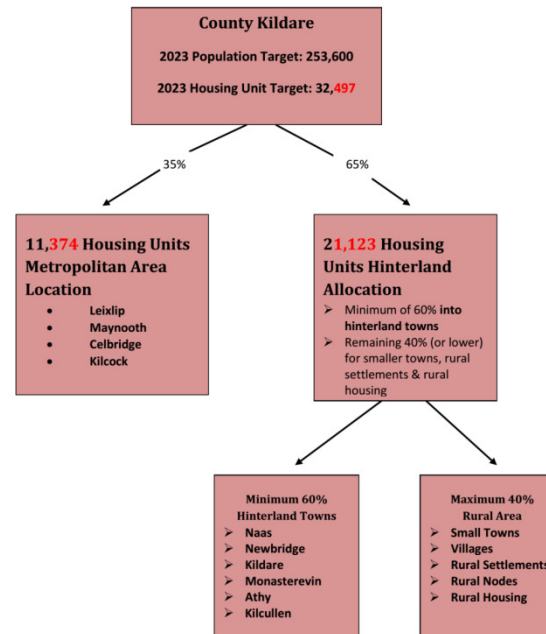 County Kildare
2023 Population Target: 253,600
2023 Housing Unit Target: 32,497
35%
65%
11,374 Housing Units
Metropolitan Area
Location
• Leixlip
• Maynooth
• Celbridge
• Kilcock
21,123 Housing
Units Hinterland
Allocation
➢ Minimum of 60% into
hinterland towns
➢ Remaining 40% (or lower)
for smaller towns, rural
settlements & rural
housing
Minimum 60%
Hinterland Towns
➢ Naas
➢ Newbridge
➢ Kildare
➢ Monasterevin
➢ Athy
➢ Kilcullen
Maximum 40%
Rural Area
➢ Small Towns
➢ Villages
➢ Rural Settlements
➢ Rural Nodes
➢ Rural Housing